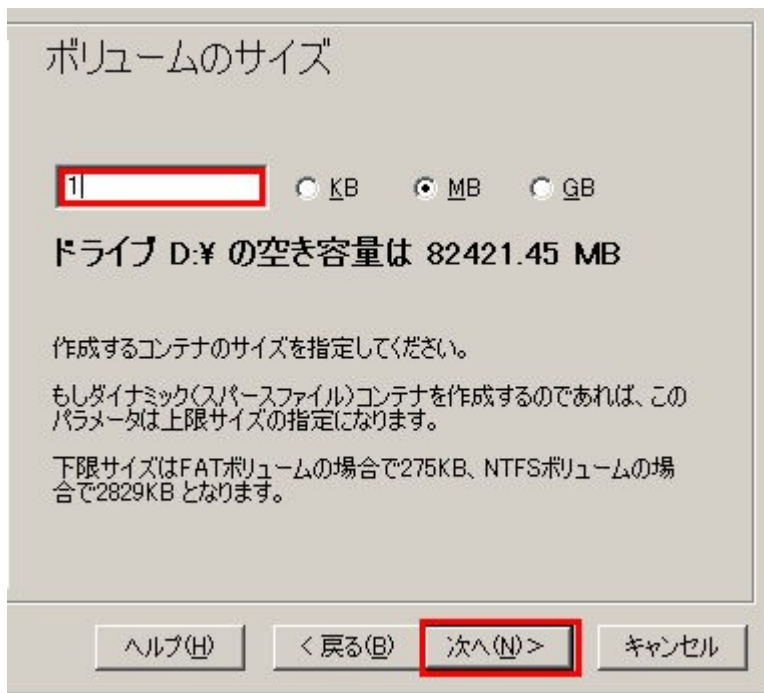 ボリュームのサイズ
1 KB MB GB
ドライブ D:¥ の空き容量は 82421.45 MB
作成するコンテナのサイズを指定してください。
もしダイナミック(スパースファイル)コンテナを作成するのであれば、この
パラメータは上限サイズの指定になります。
下限サイズはFATボリュームの場合で275KB、NTFSボリュームの場
合で2829KB となります。
ヘルプ(H) < 戻る(B) 次へ(N) > キャンセル